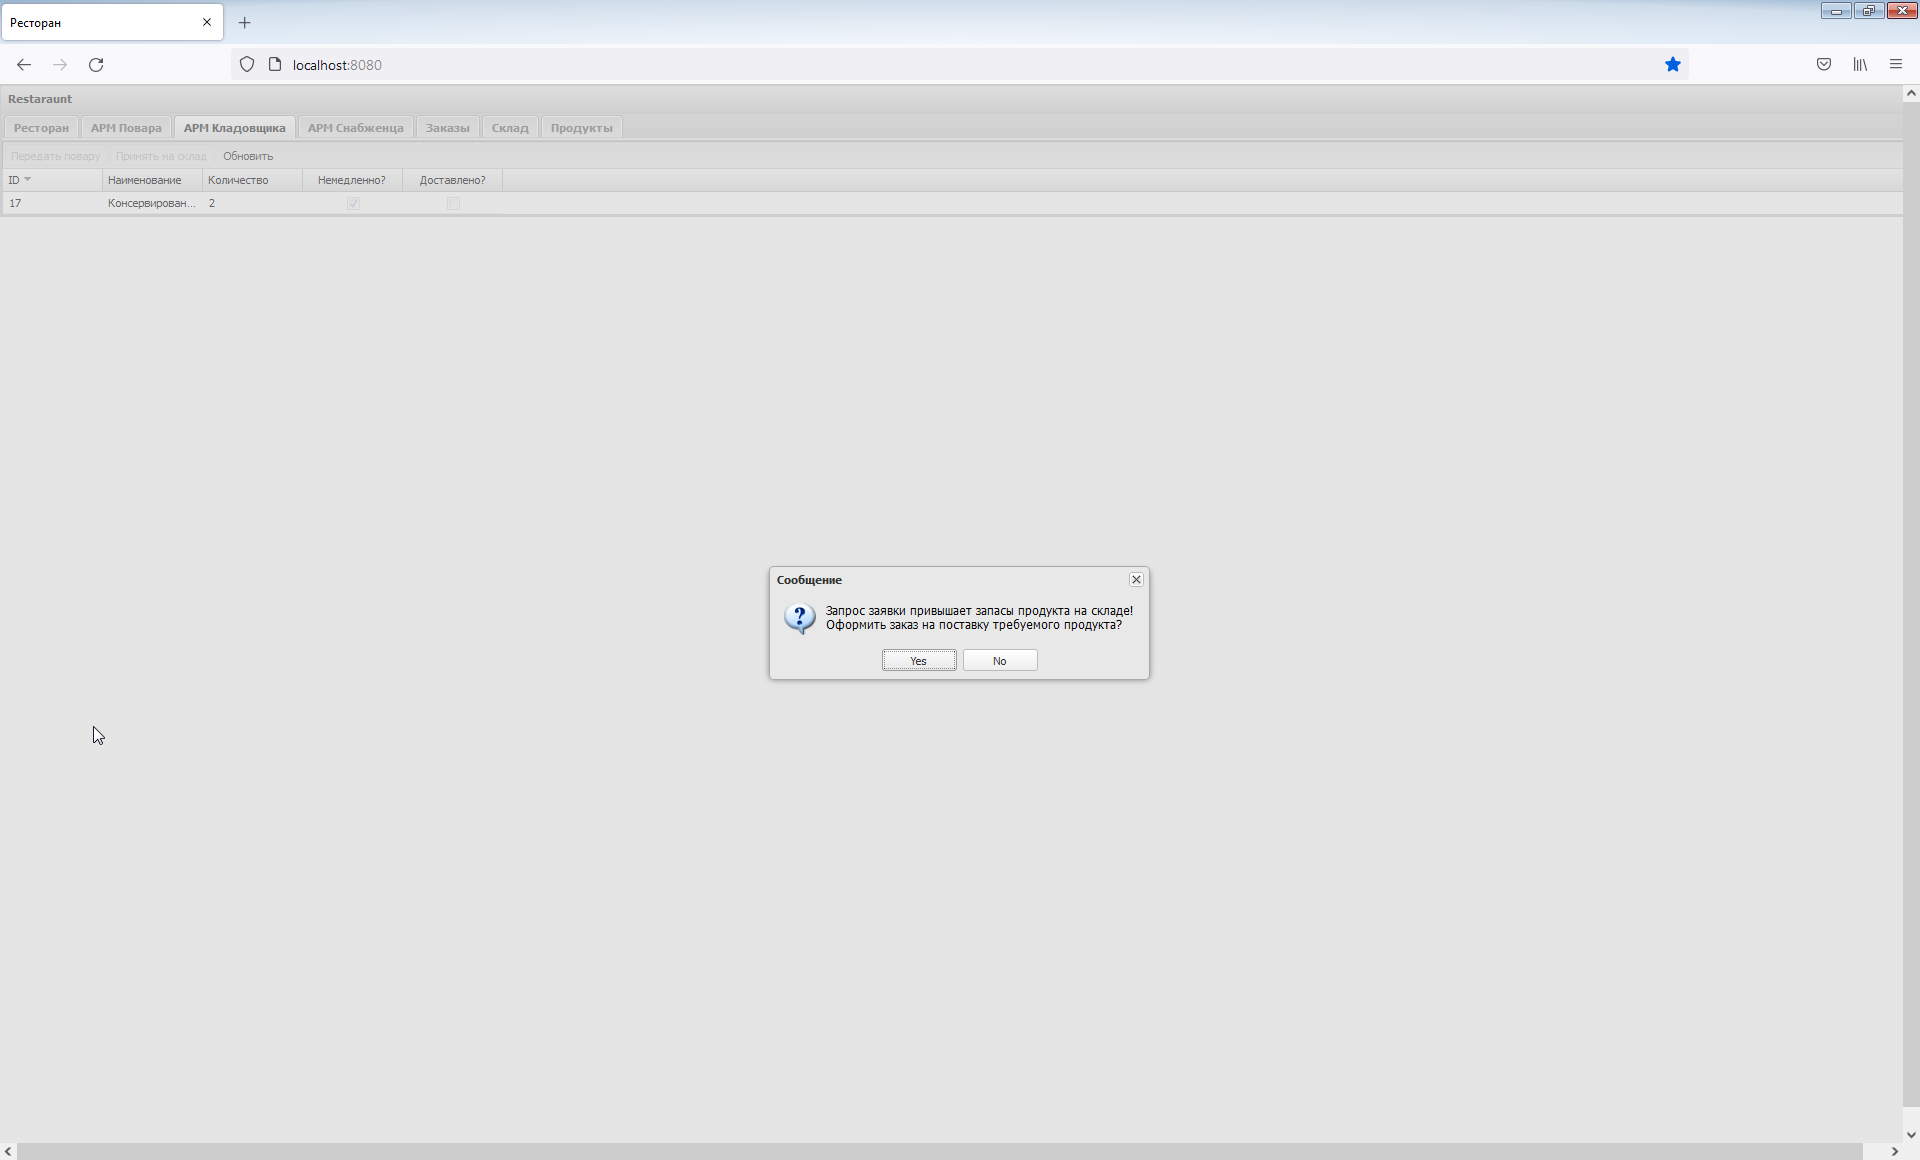 Ресторан
localhost:8080
Restaraunt
Ресторан АРМ Повара АРМ Кладовщика АРМ Снабженца Заказы Склад Продукты
Передать повару Принять на склад Обновить
ID Наименование Количество Немедленно? Доставлено?
17 Консервирован... 2
Сообщение
Запрос заявки привышает запасы продукта на складе!
Оформить заказ на поставку требуемого продукта?
Yes No